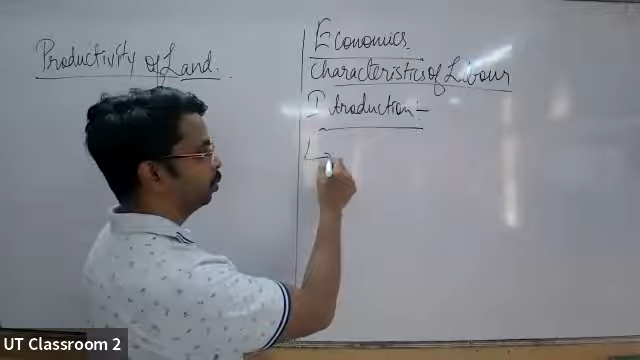 Productivity of Land.
Economics.
Characteristics of Labour
Introduction:-
L
UT Classroom 2